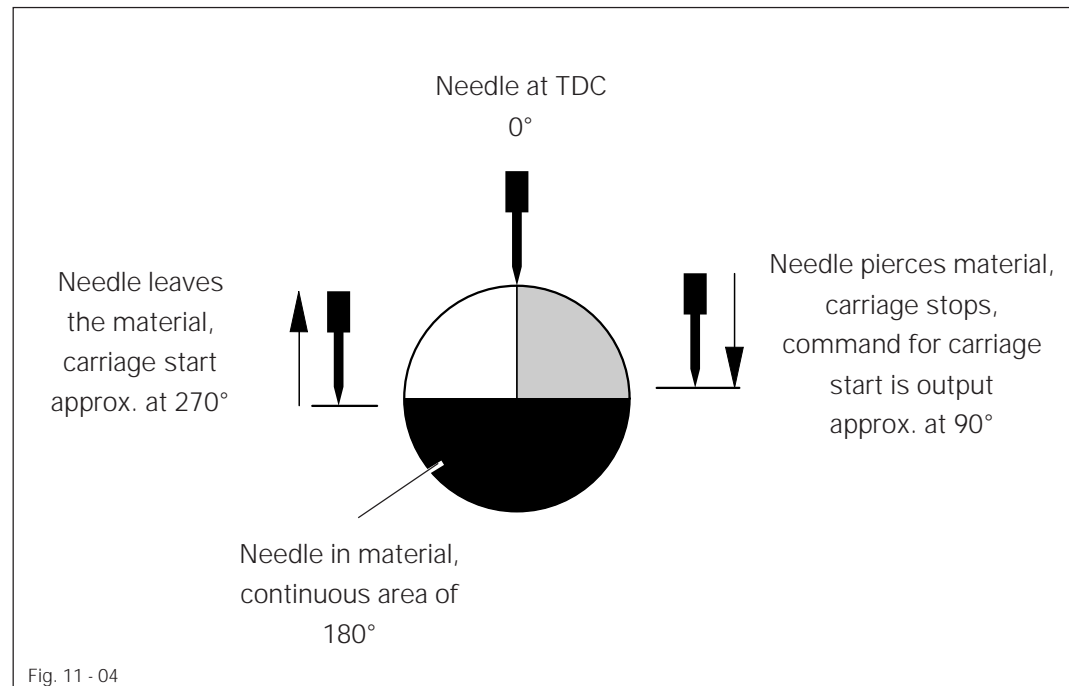 Needle at TDC
0°
Needle leaves
the material,
carriage start
approx. at 270°
Needle pierces material,
carriage stops,
command for carriage
start is output
approx. at 90°
Needle in material,
continuous area of
180°
Fig. 11 - 04